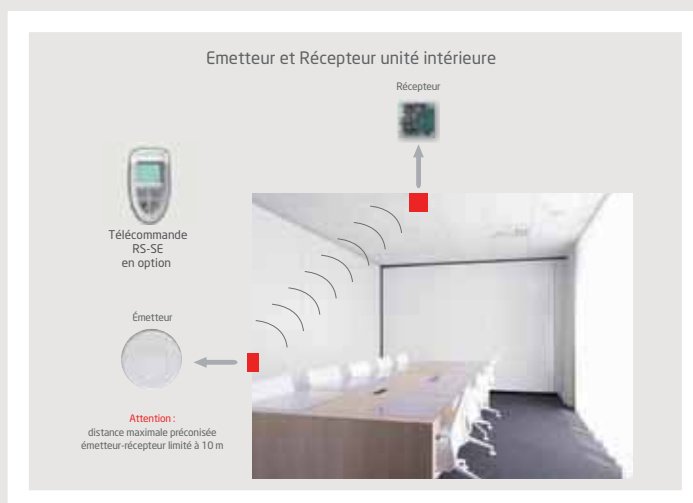 Emetteur et Récepteur unité intérieure
Récepteur
Télécommande
RS-SE
en option
Émetteur
Attention :
distance maximale préconisée
émetteur-récepteur limité à 10 m